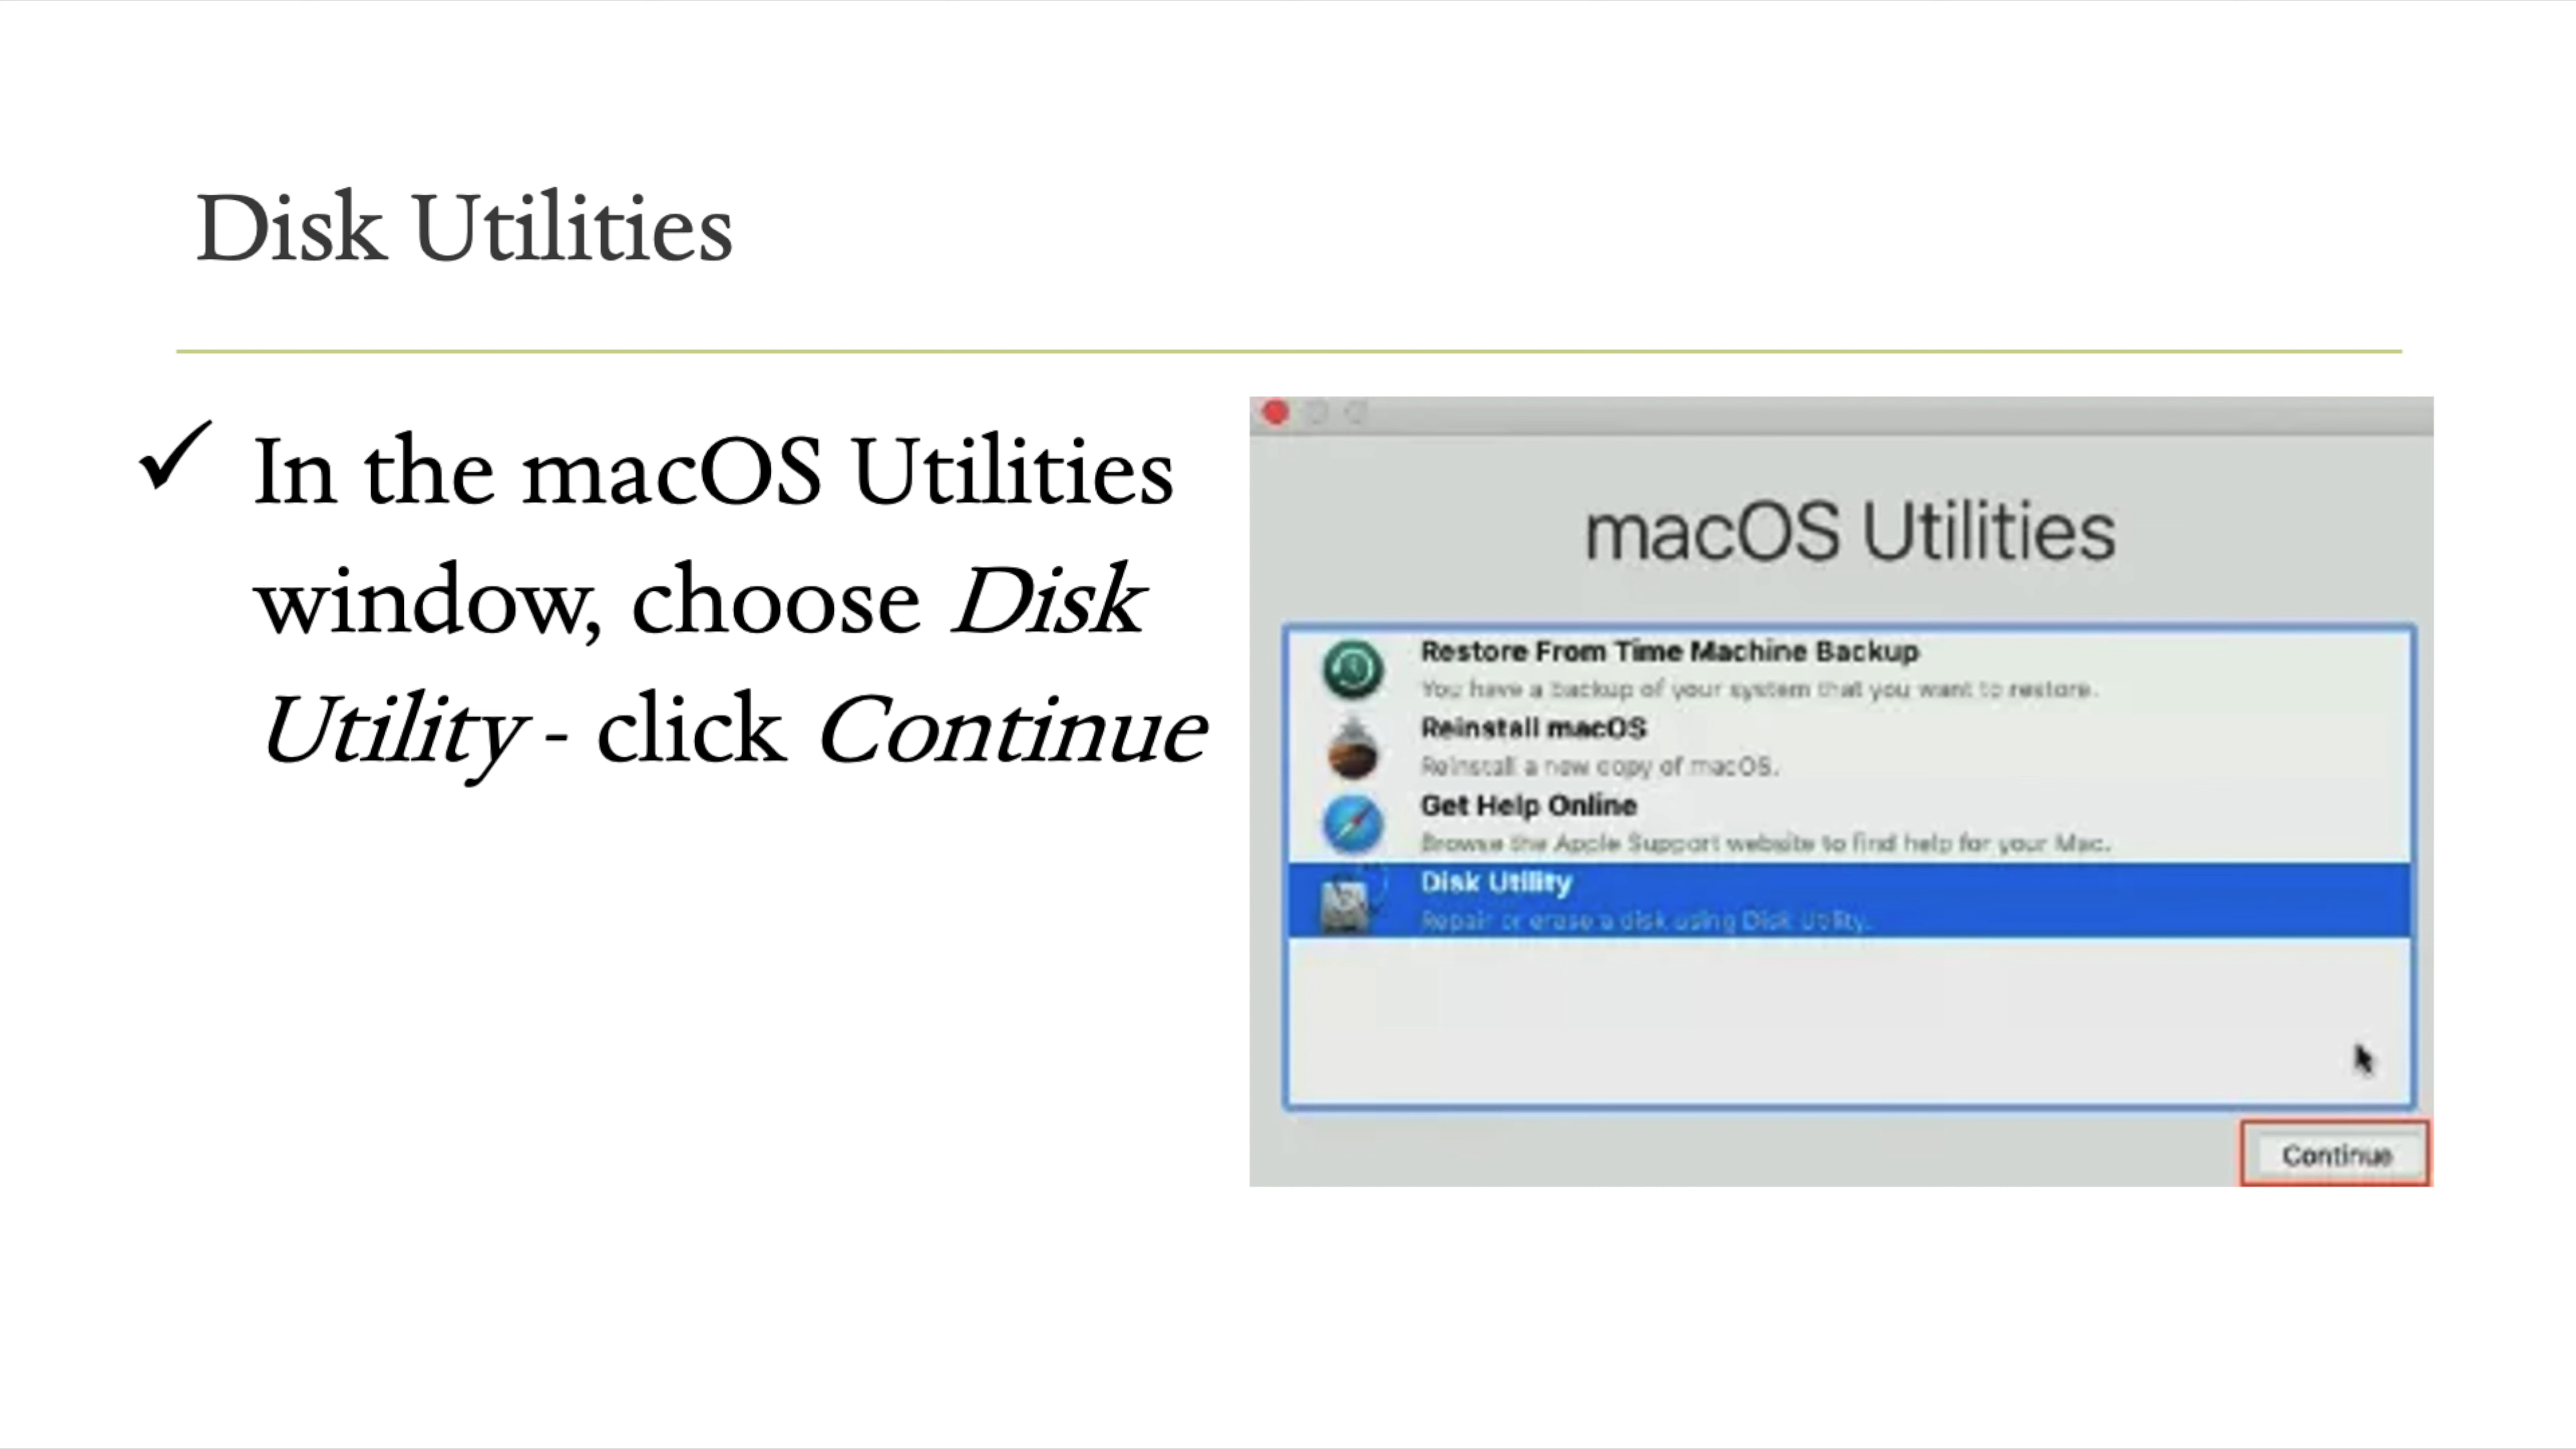 Disk Utilities
✓ In the macOS Utilities
window, choose Disk
Utility - click Continue
macOS Utilities
Restore From Time Machine Backup
You have a backup of your system that you want to restore.
Reinstall macOS
Reinstall a new copy of macOS.
Get Help Online
Browse the Apple Support website to find help for your Mac.
Disk Utility
Repair or erase a disk using Disk Utility.
Continue